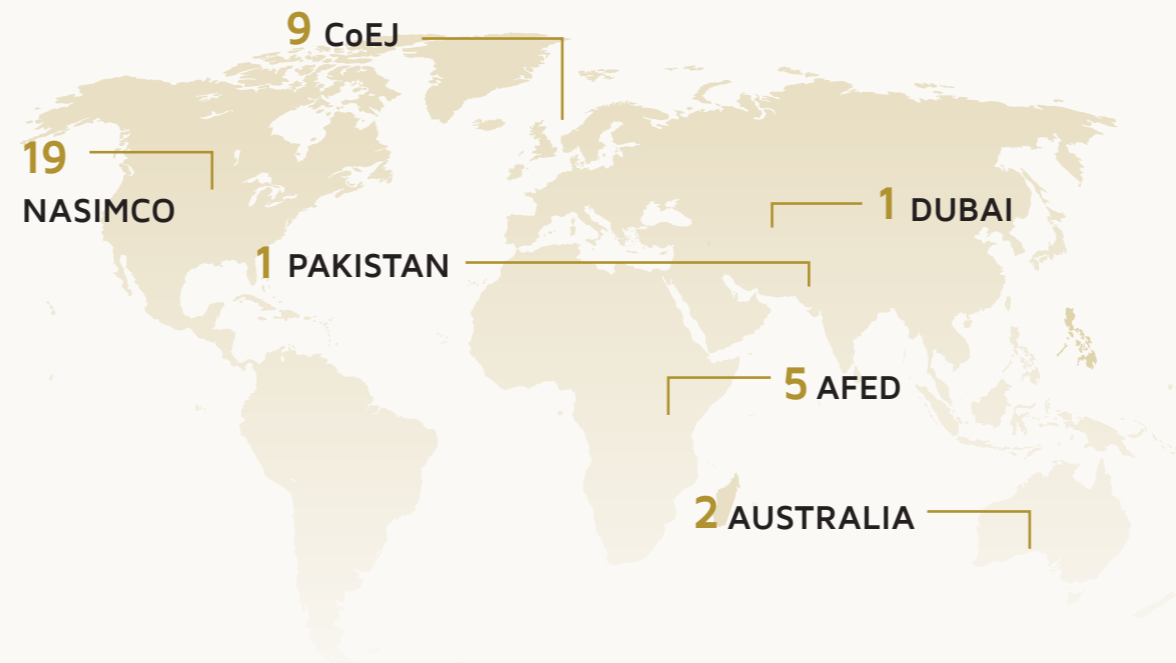 9 CoEJ
19
NASIMCO
1 DUBAI
1 PAKISTAN
5 AFED
2 AUSTRALIA